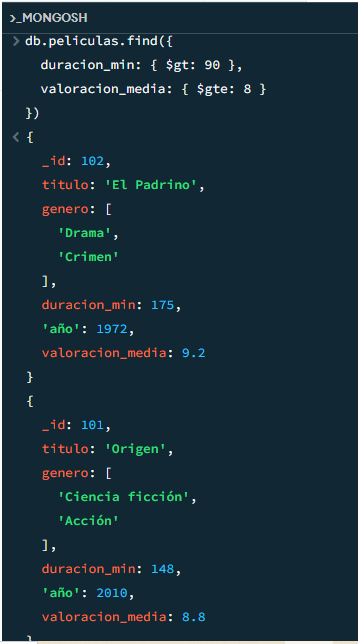 >_MONGOSH
> db.peliculas.find({
duracion_min: { $gt: 90 },
valoracion_media: { $gte: 8 }
})
< {
_id: 102,
titulo: 'El Padrino',
genero: [
'Drama',
'Crimen'
],
duracion_min: 175,
'año': 1972,
valoracion_media: 9.2
}
{
_id: 101,
titulo: 'Origen',
genero: [
'Ciencia ficción',
'Acción'
],
duracion_min: 148,
'año': 2010,
valoracion_media: 8.8
}